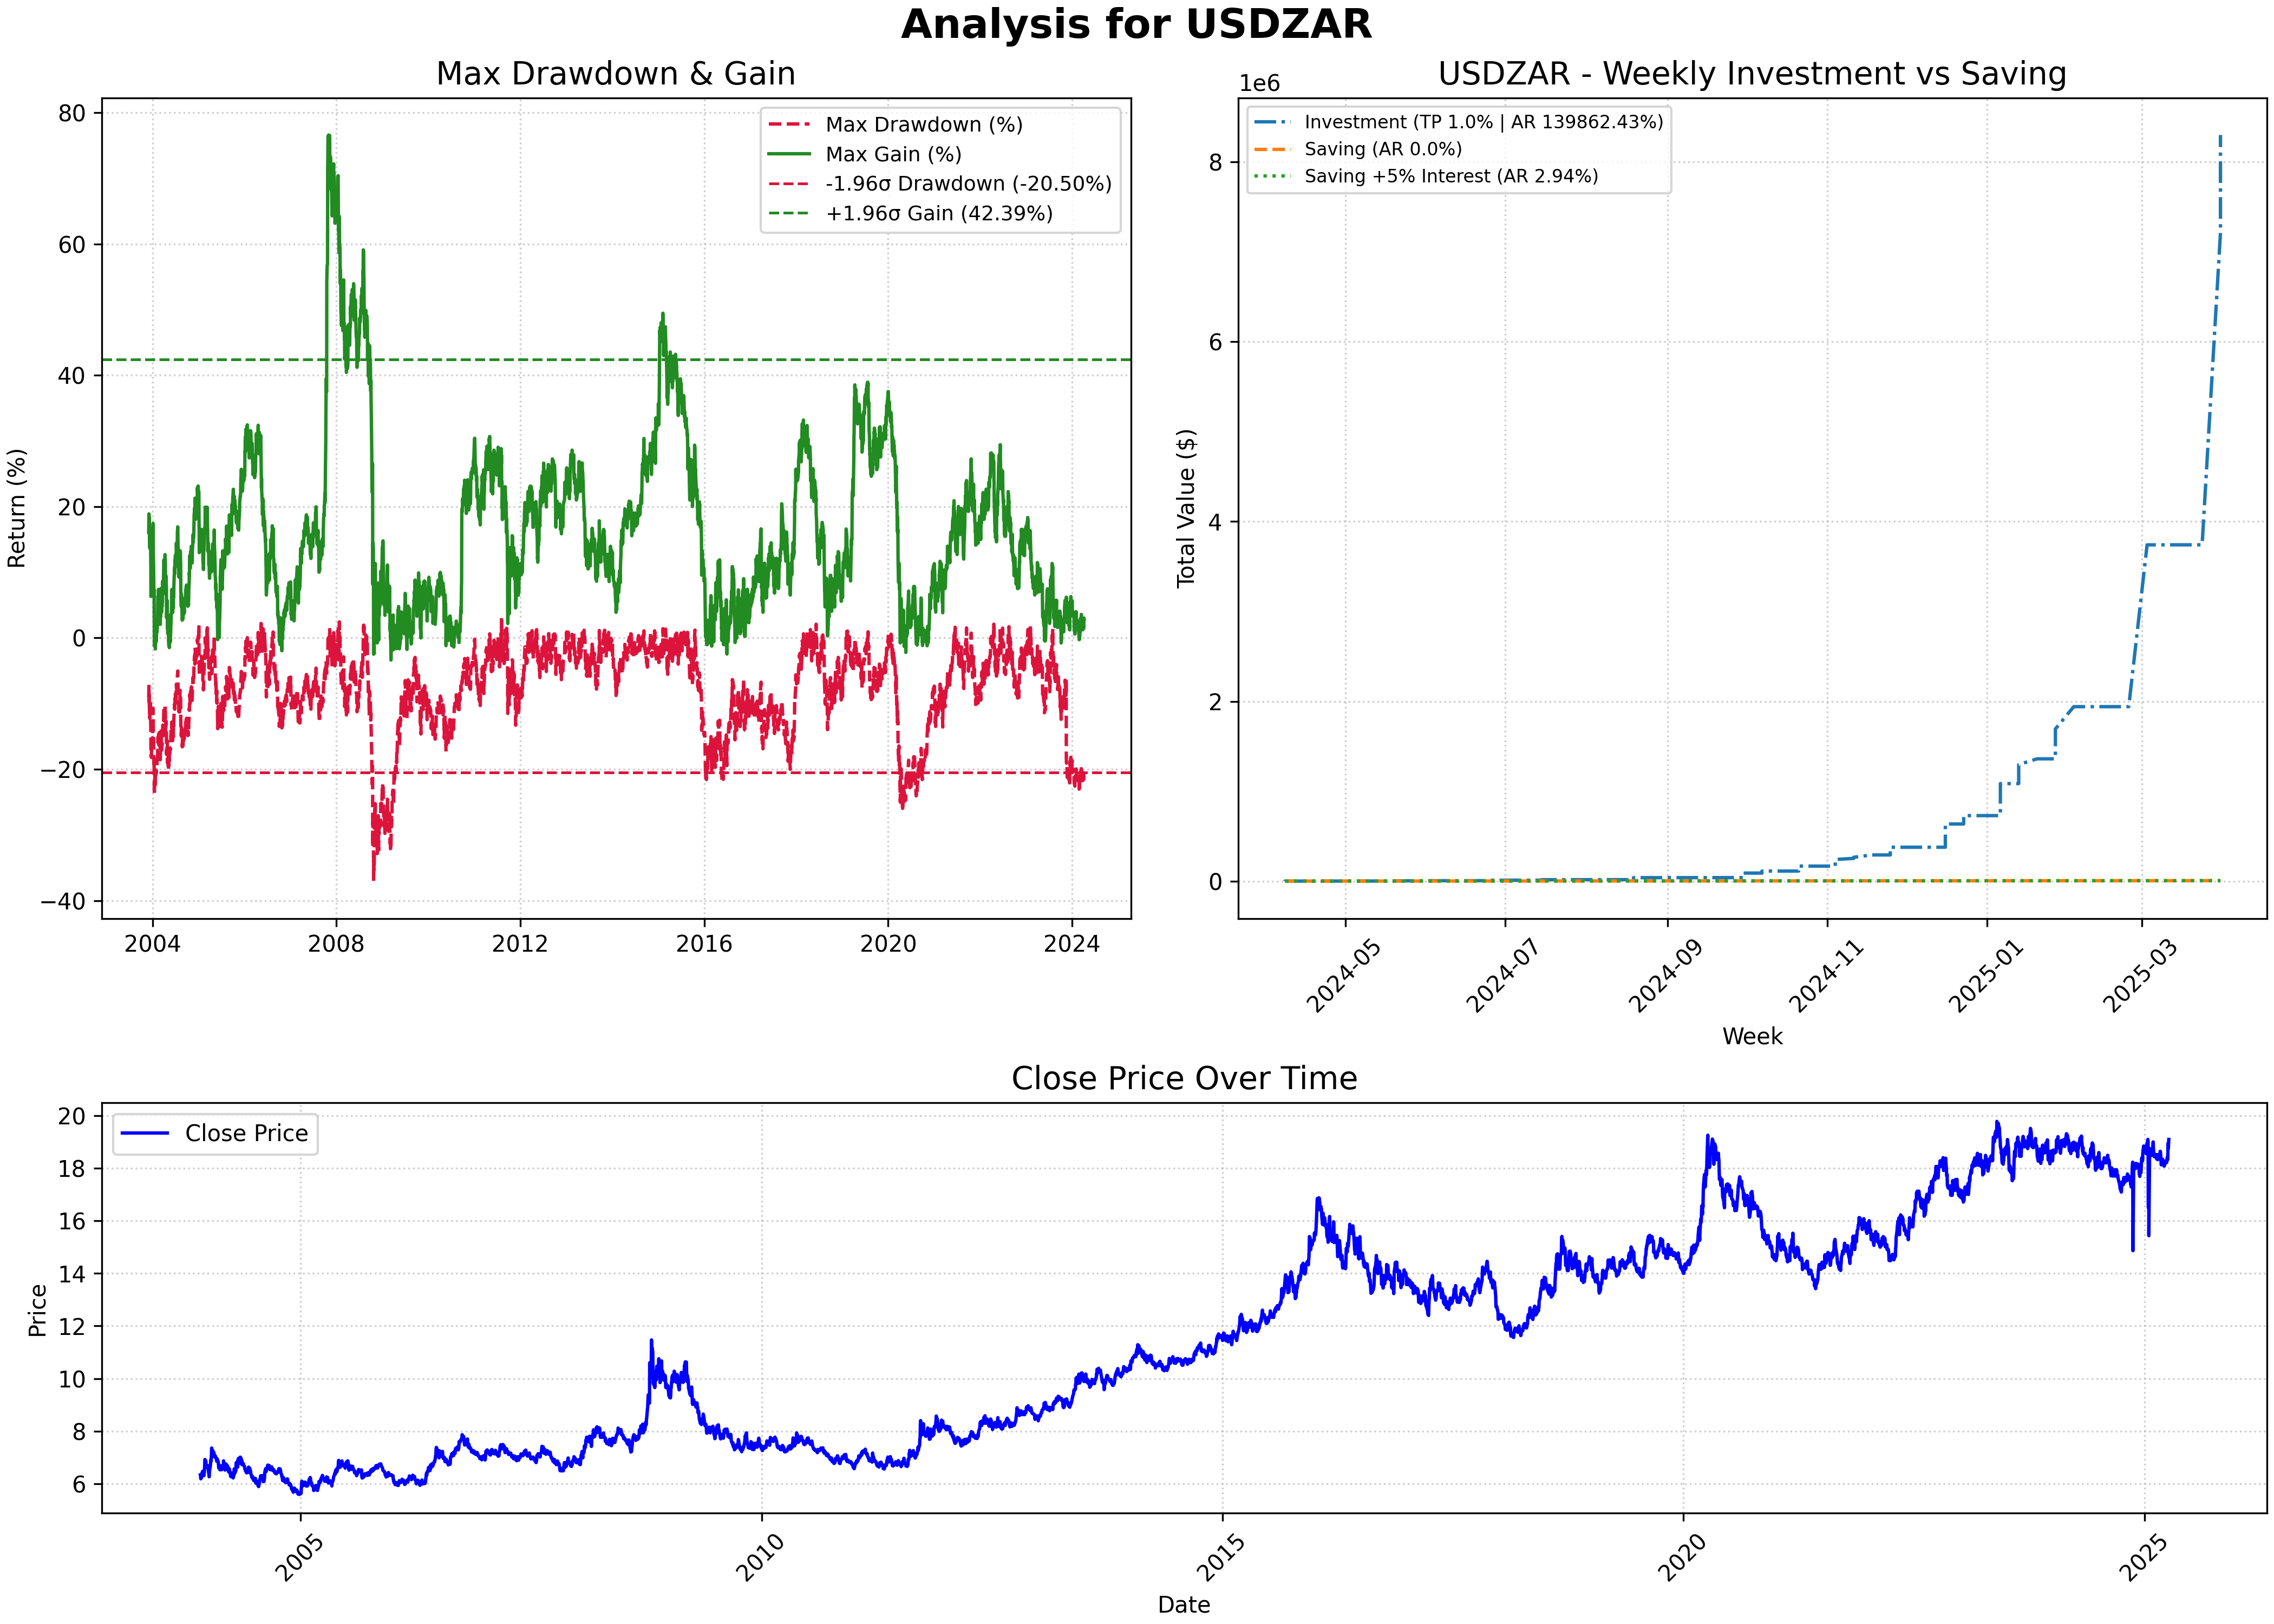 Analysis for USDZAR
Max Drawdown & Gain
Max Drawdown (%)
Max Gain (%)
-1.96σ Drawdown (-20.50%)
+1.96σ Gain (42.39%)
Return (%)
80
60
40
20
0
−20
−40
2004
2008
2012
2016
2020
2024
USDZAR - Weekly Investment vs Saving
1e6
Investment (TP 1.0% | AR 139862.43%)
Saving (AR 0.0%)
Saving +5% Interest (AR 2.94%)
Total Value ($)
8
6
4
2
0
2024-05
2024-07
2024-09
2024-11
2025-01
2025-03
Week
Close Price Over Time
Close Price
Price
20
18
16
14
12
10
8
6
2005
2010
2015
2020
2025
Date